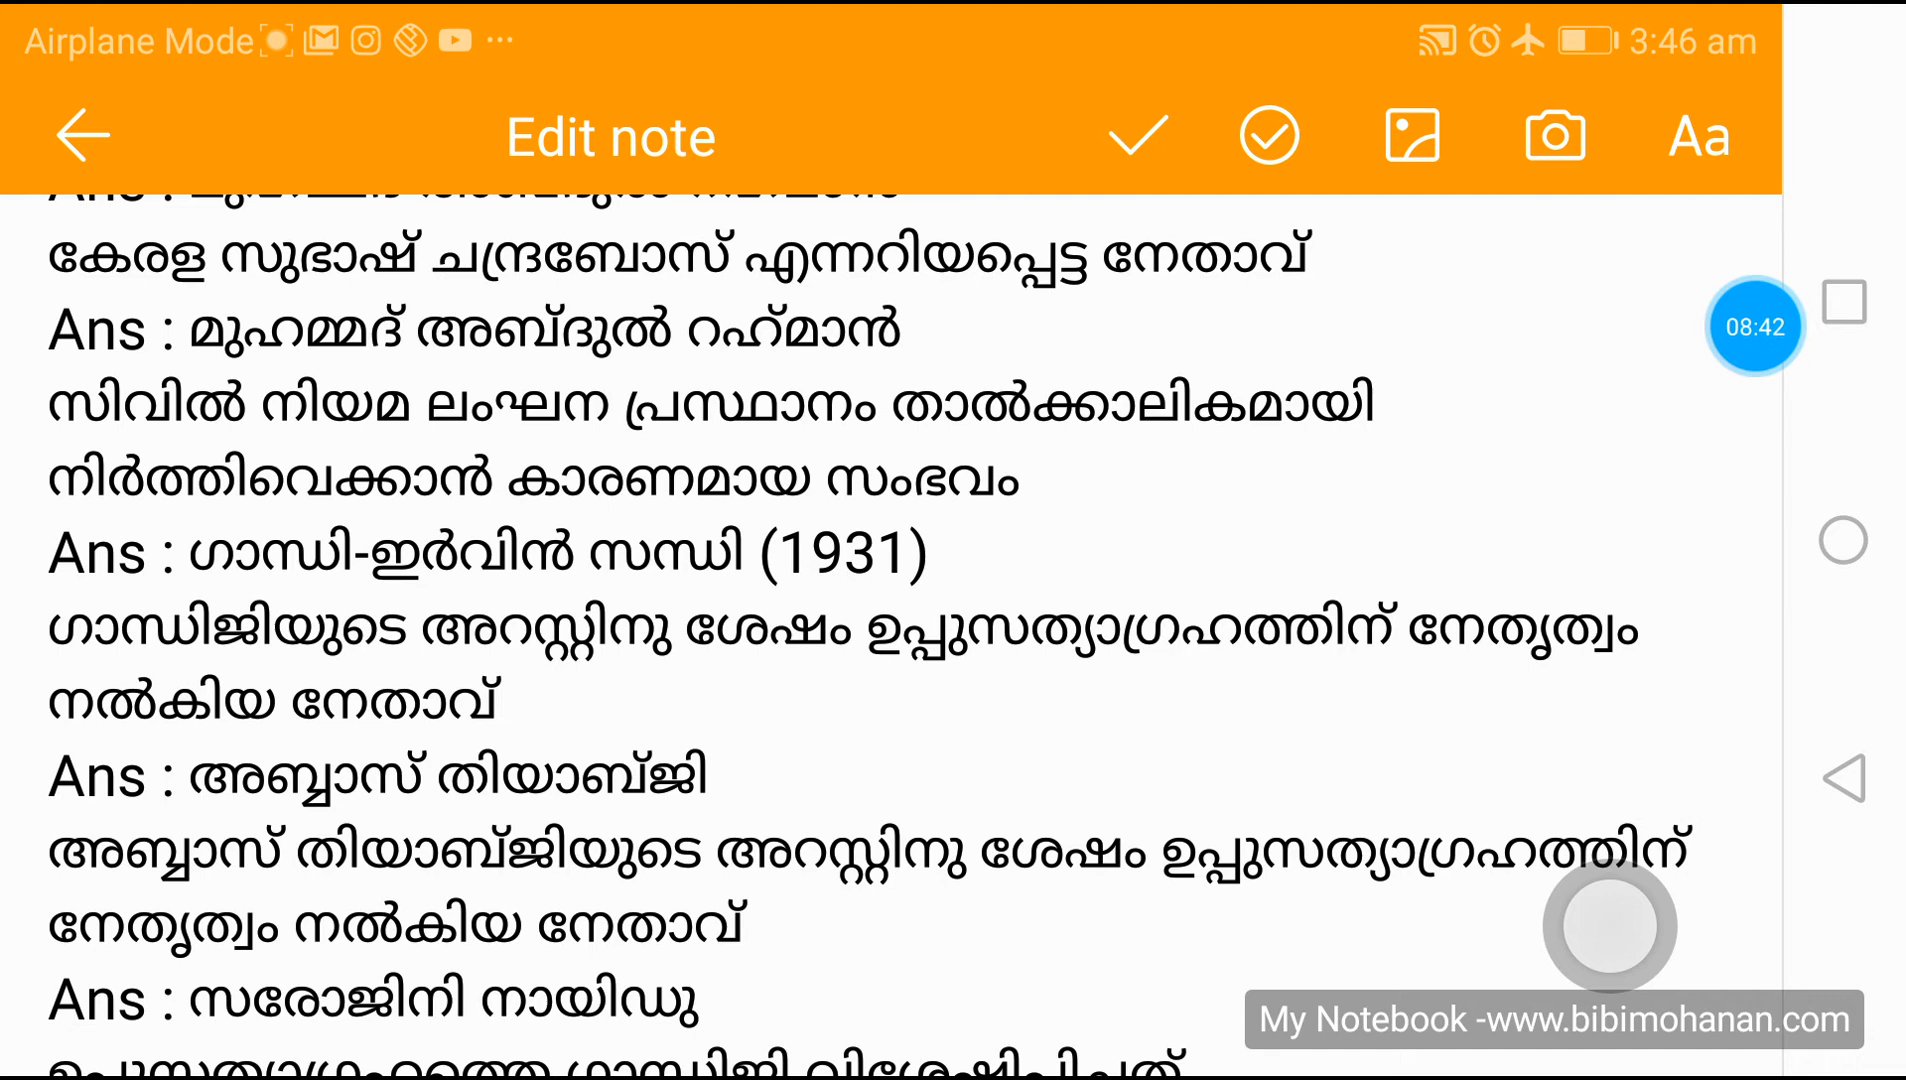 Airplane Mode ... 3:46 am
Edit note Aa
കേരള സുഭാഷ് ചന്ദ്രബോസ് എന്നറിയപ്പെട്ട നേതാവ്
08:42
Ans : മുഹമ്മദ് അബ്ദുൽ റഹ്മാൻ
സിവിൽ നിയമ ലംഘന പ്രസ്ഥാനം താൽക്കാലികമായി
നിർത്തിവെക്കാൻ കാരണമായ സംഭവം
Ans : ഗാന്ധി-ഇർവിൻ സന്ധി (1931)
ഗാന്ധിജിയുടെ അറസ്റ്റിനു ശേഷം ഉപ്പുസത്യാഗ്രഹത്തിന് നേതൃത്വം
നൽകിയ നേതാവ്
Ans : അബ്ബാസ് തിയാബ്ജി
അബ്ബാസ് തിയാബ്ജിയുടെ അറസ്റ്റിനു ശേഷം ഉപ്പുസത്യാഗ്രഹത്തിന്
നേതൃത്വം നൽകിയ നേതാവ്
Ans : സരോജിനി നായിഡു
My Notebook -www.bibimohanan.com